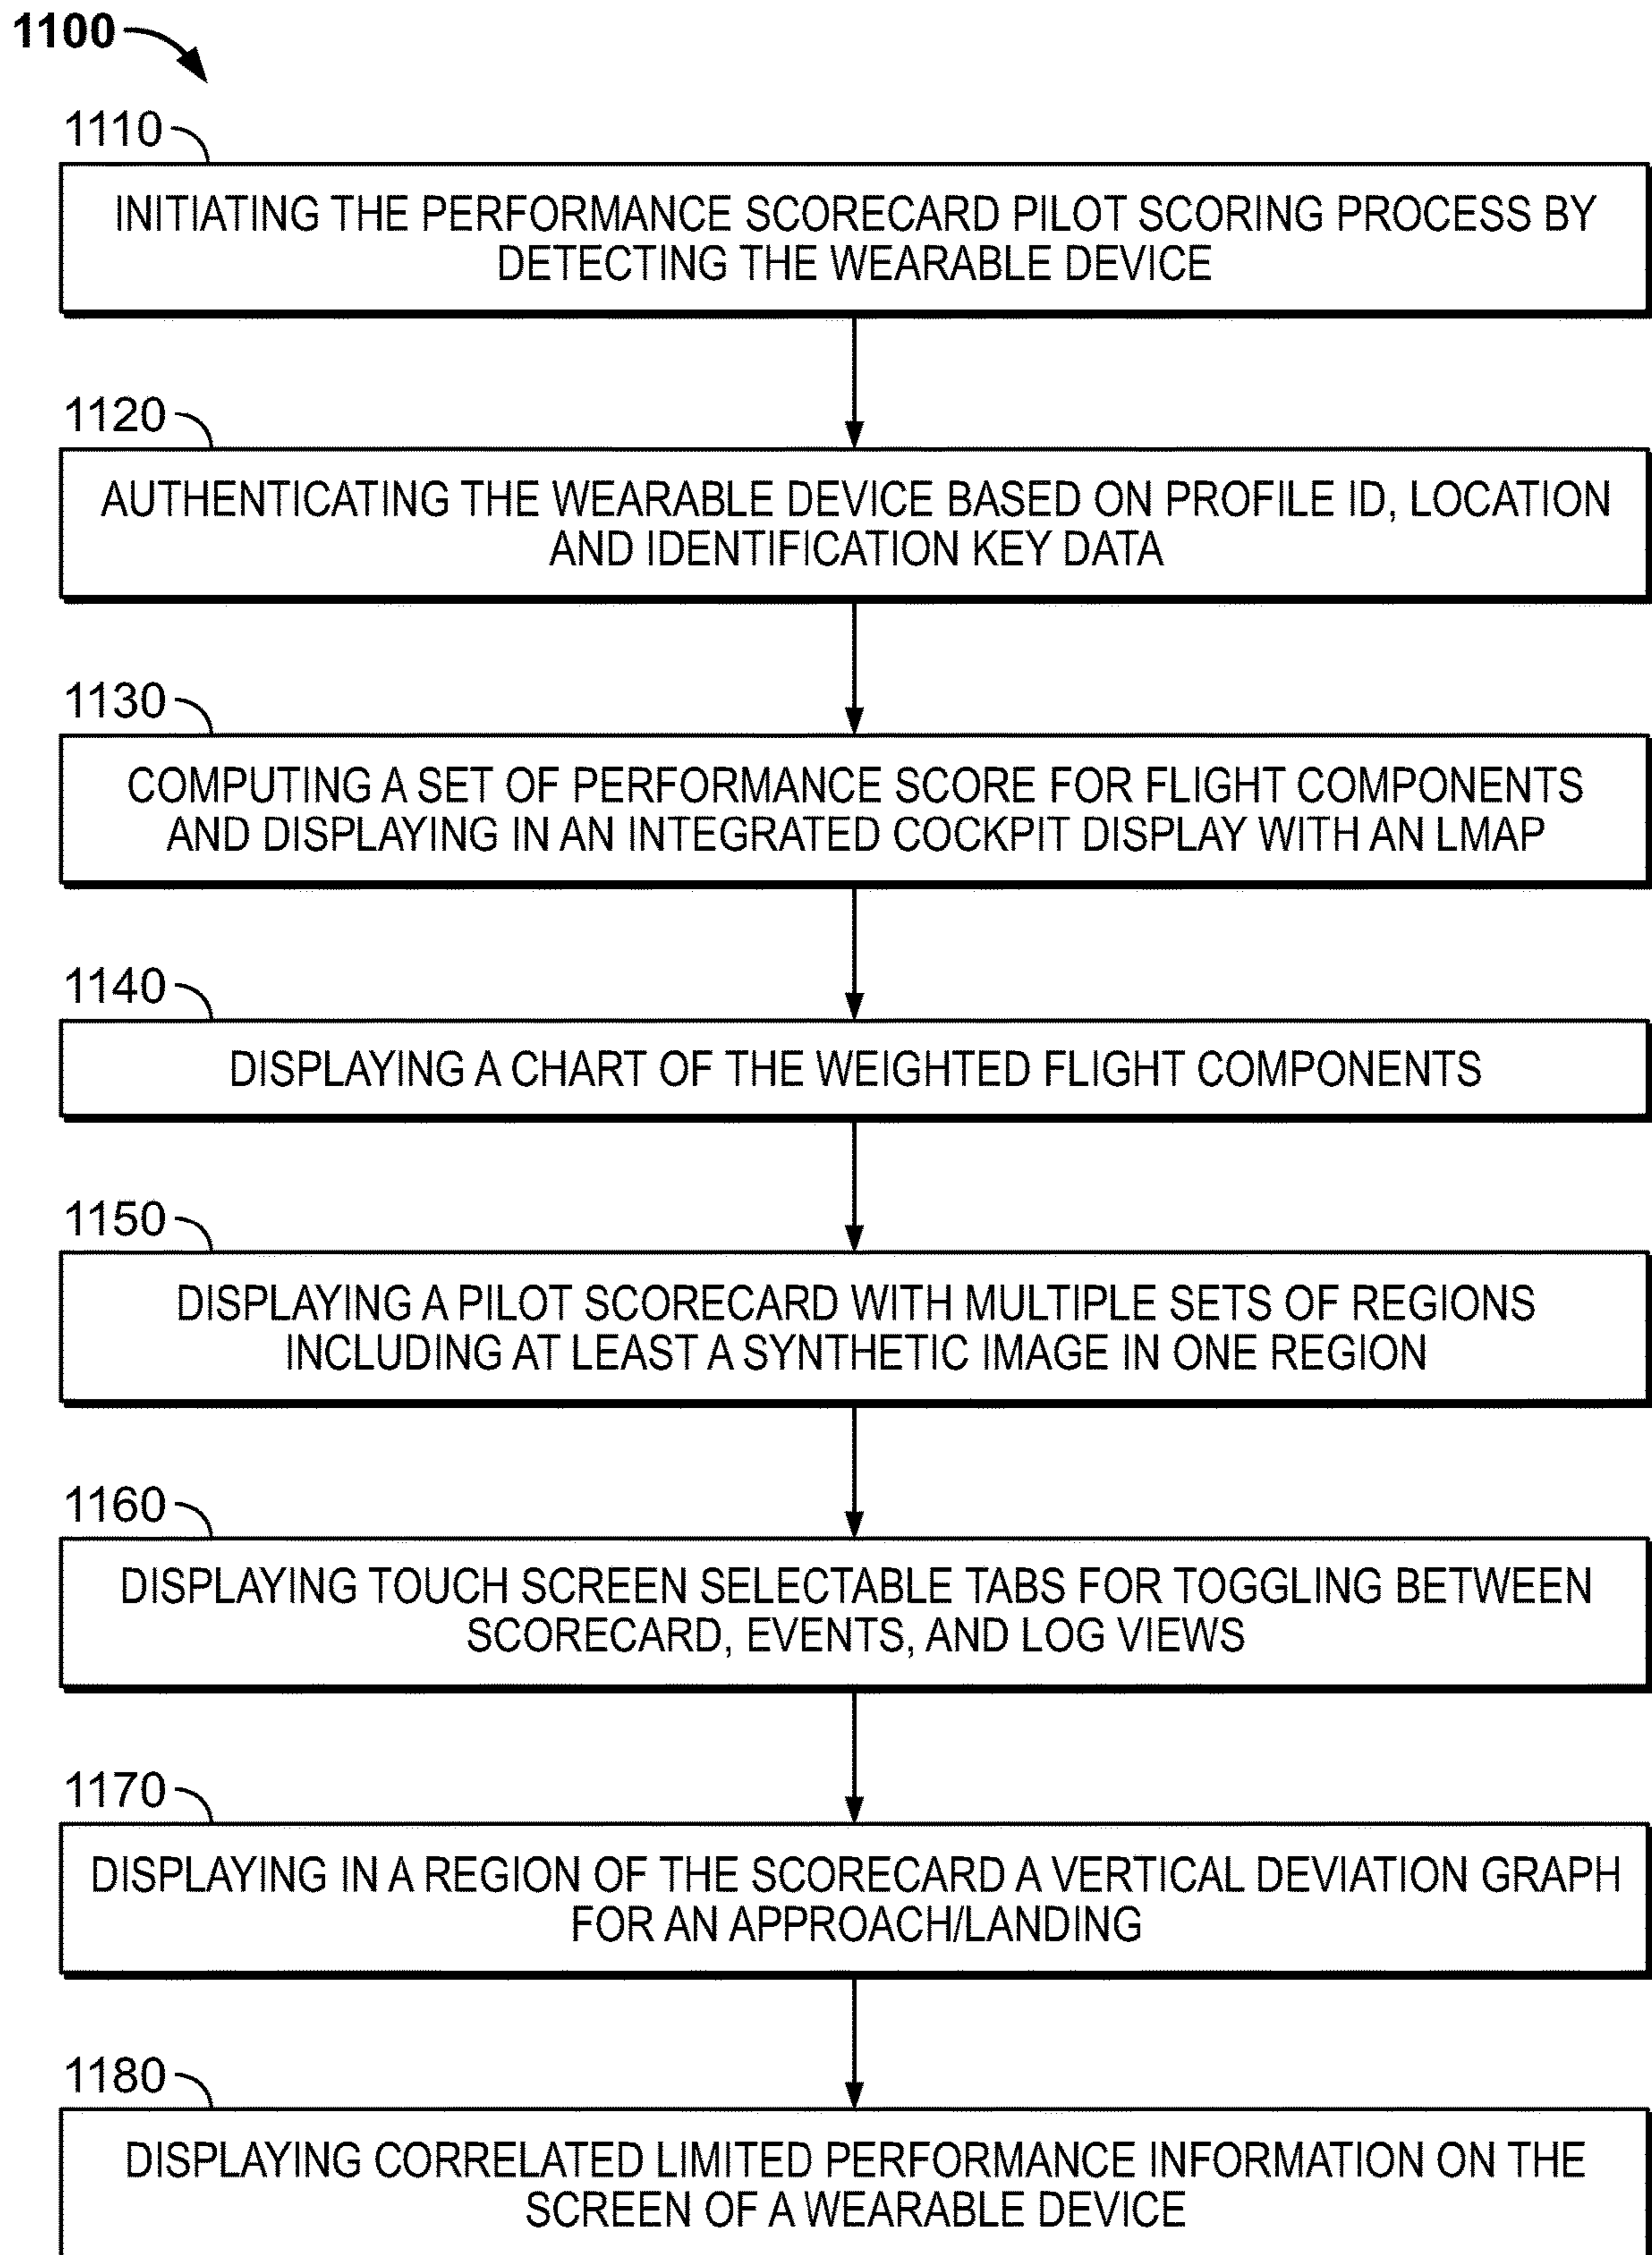 1100
1110
INITIATING THE PERFORMANCE SCORECARD PILOT SCORING PROCESS BY
DETECTING THE WEARABLE DEVICE
1120
AUTHENTICATING THE WEARABLE DEVICE BASED ON PROFILE ID, LOCATION
AND IDENTIFICATION KEY DATA
1130
COMPUTING A SET OF PERFORMANCE SCORE FOR FLIGHT COMPONENTS
AND DISPLAYING IN AN INTEGRATED COCKPIT DISPLAY WITH AN LMAP
1140
DISPLAYING A CHART OF THE WEIGHTED FLIGHT COMPONENTS
1150
DISPLAYING A PILOT SCORECARD WITH MULTIPLE SETS OF REGIONS
INCLUDING AT LEAST A SYNTHETIC IMAGE IN ONE REGION
1160
DISPLAYING TOUCH SCREEN SELECTABLE TABS FOR TOGGLING BETWEEN
SCORECARD, EVENTS, AND LOG VIEWS
1170
DISPLAYING IN A REGION OF THE SCORECARD A VERTICAL DEVIATION GRAPH
FOR AN APPROACH/LANDING
1180
DISPLAYING CORRELATED LIMITED PERFORMANCE INFORMATION ON THE
SCREEN OF A WEARABLE DEVICE